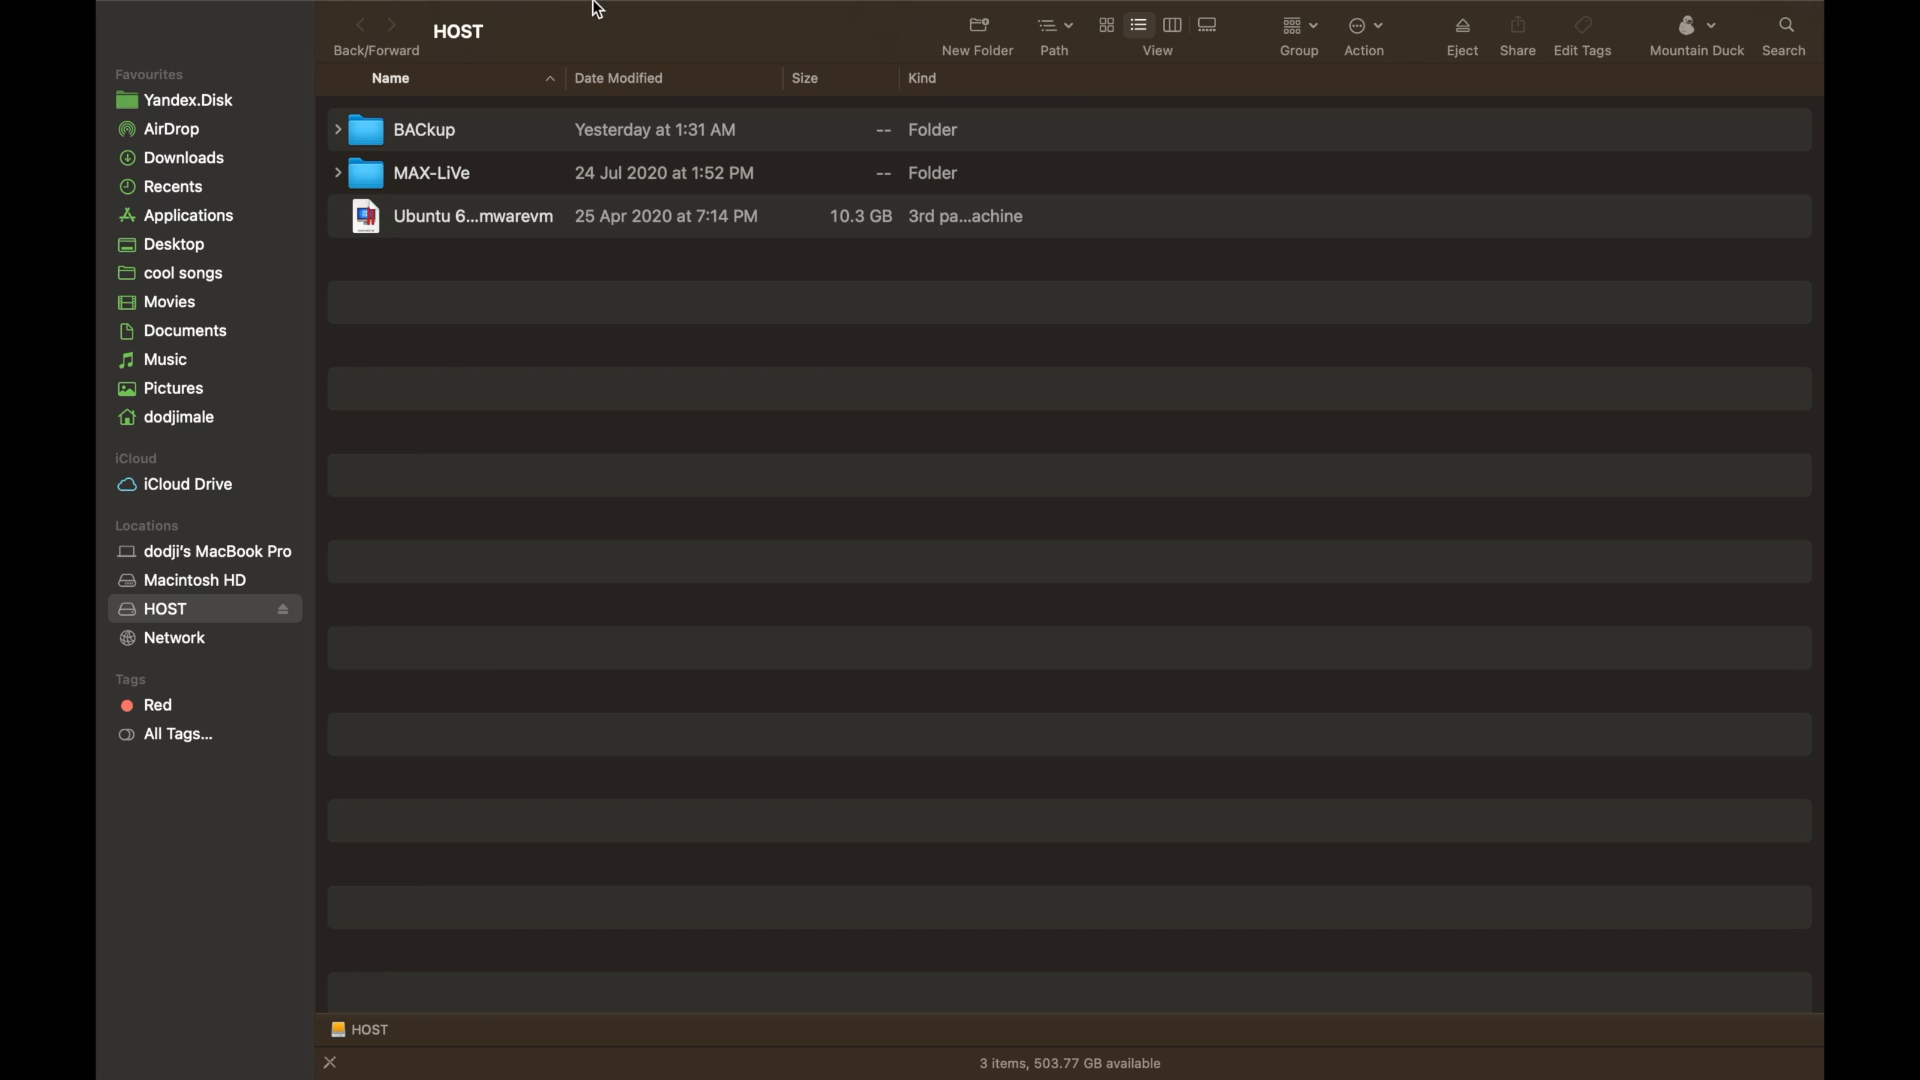 HOST
Back/Forward
New Folder
Path
View
Group
Action
Eject
Share
Edit Tags
Mountain Duck
Search
Favourites
Yandex.Disk
AirDrop
Downloads
Recents
Applications
Desktop
cool songs
Movies
Documents
Music
Pictures
dodjimale
iCloud
iCloud Drive
Locations
dodji's MacBook Pro
Macintosh HD
HOST
Network
Tags
Red
All Tags...
Name Date Modified Size Kind
BACkup Yesterday at 1:31 AM -- Folder
MAX-LiVe 24 Jul 2020 at 1:52 PM -- Folder
Ubuntu 6...mwarevm 25 Apr 2020 at 7:14 PM 10.3 GB 3rd pa...achine
HOST
3 items, 503.77 GB available